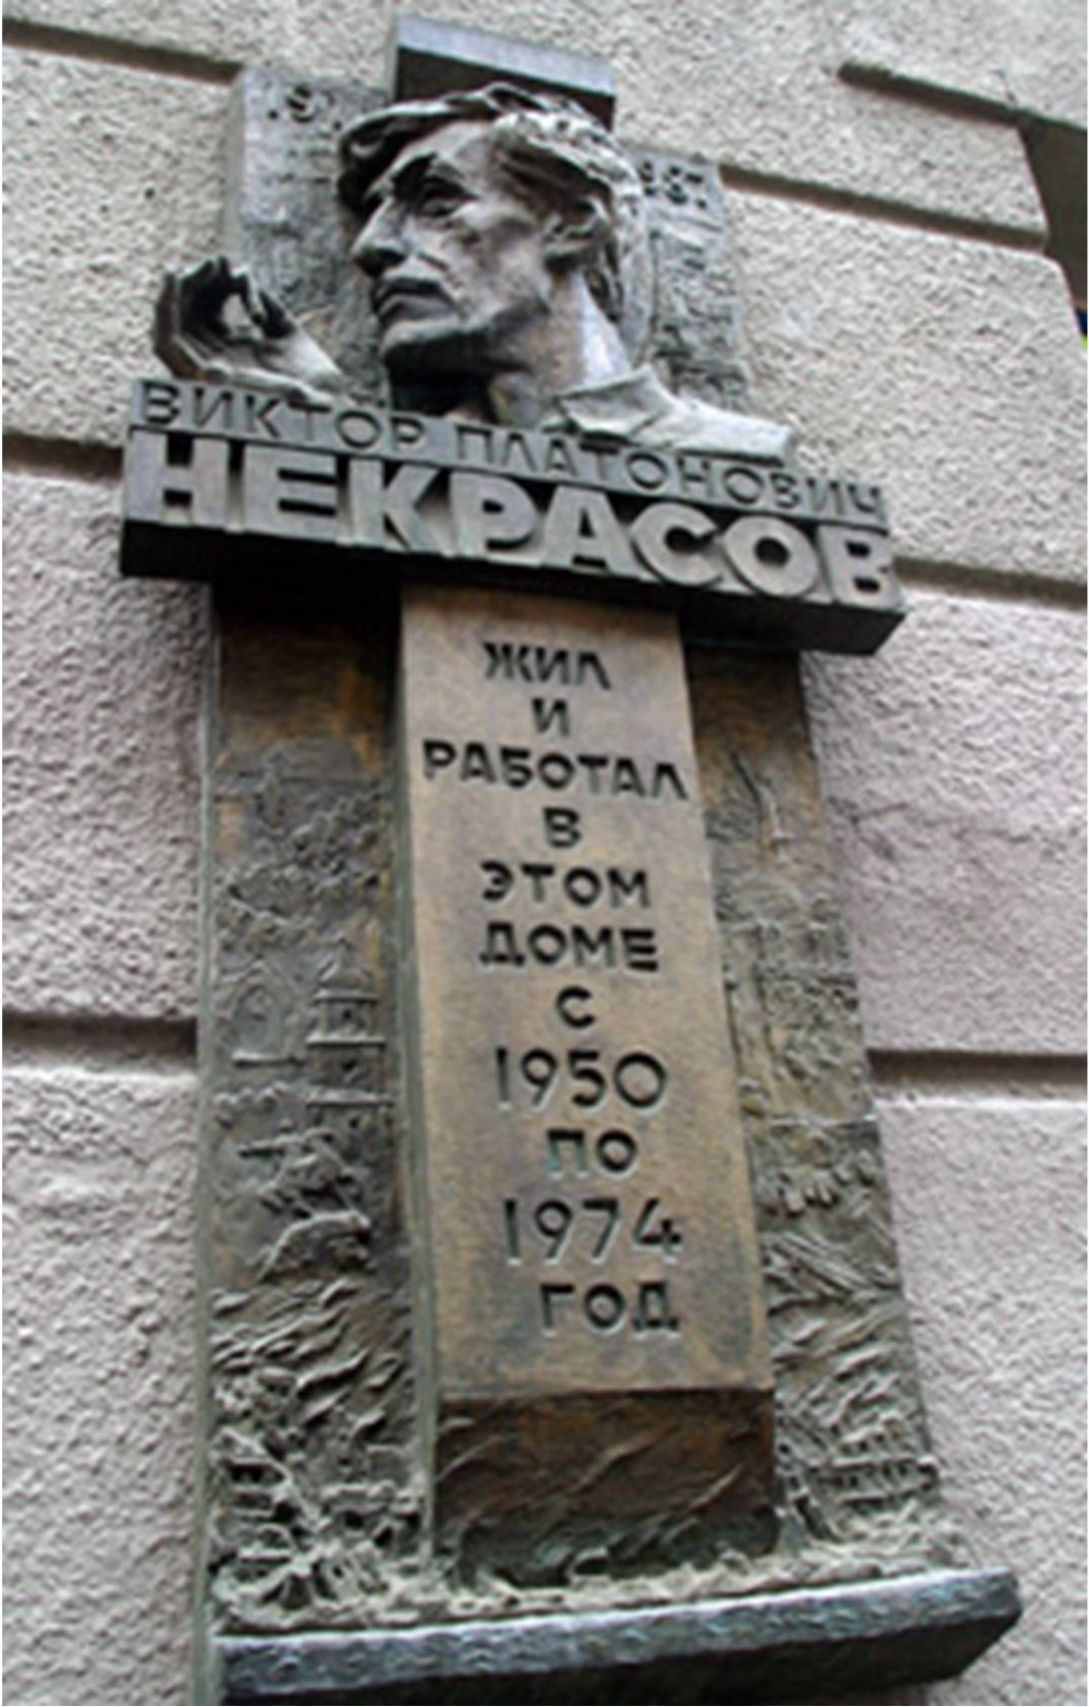 ВИКТОР ПЛАТОНОВИЧ
НЕКРАСОВ
ЖИЛ
И
РАБОТАЛ
В
ЭТОМ
ДОМЕ
С
1950
ПО
1974
ГОД